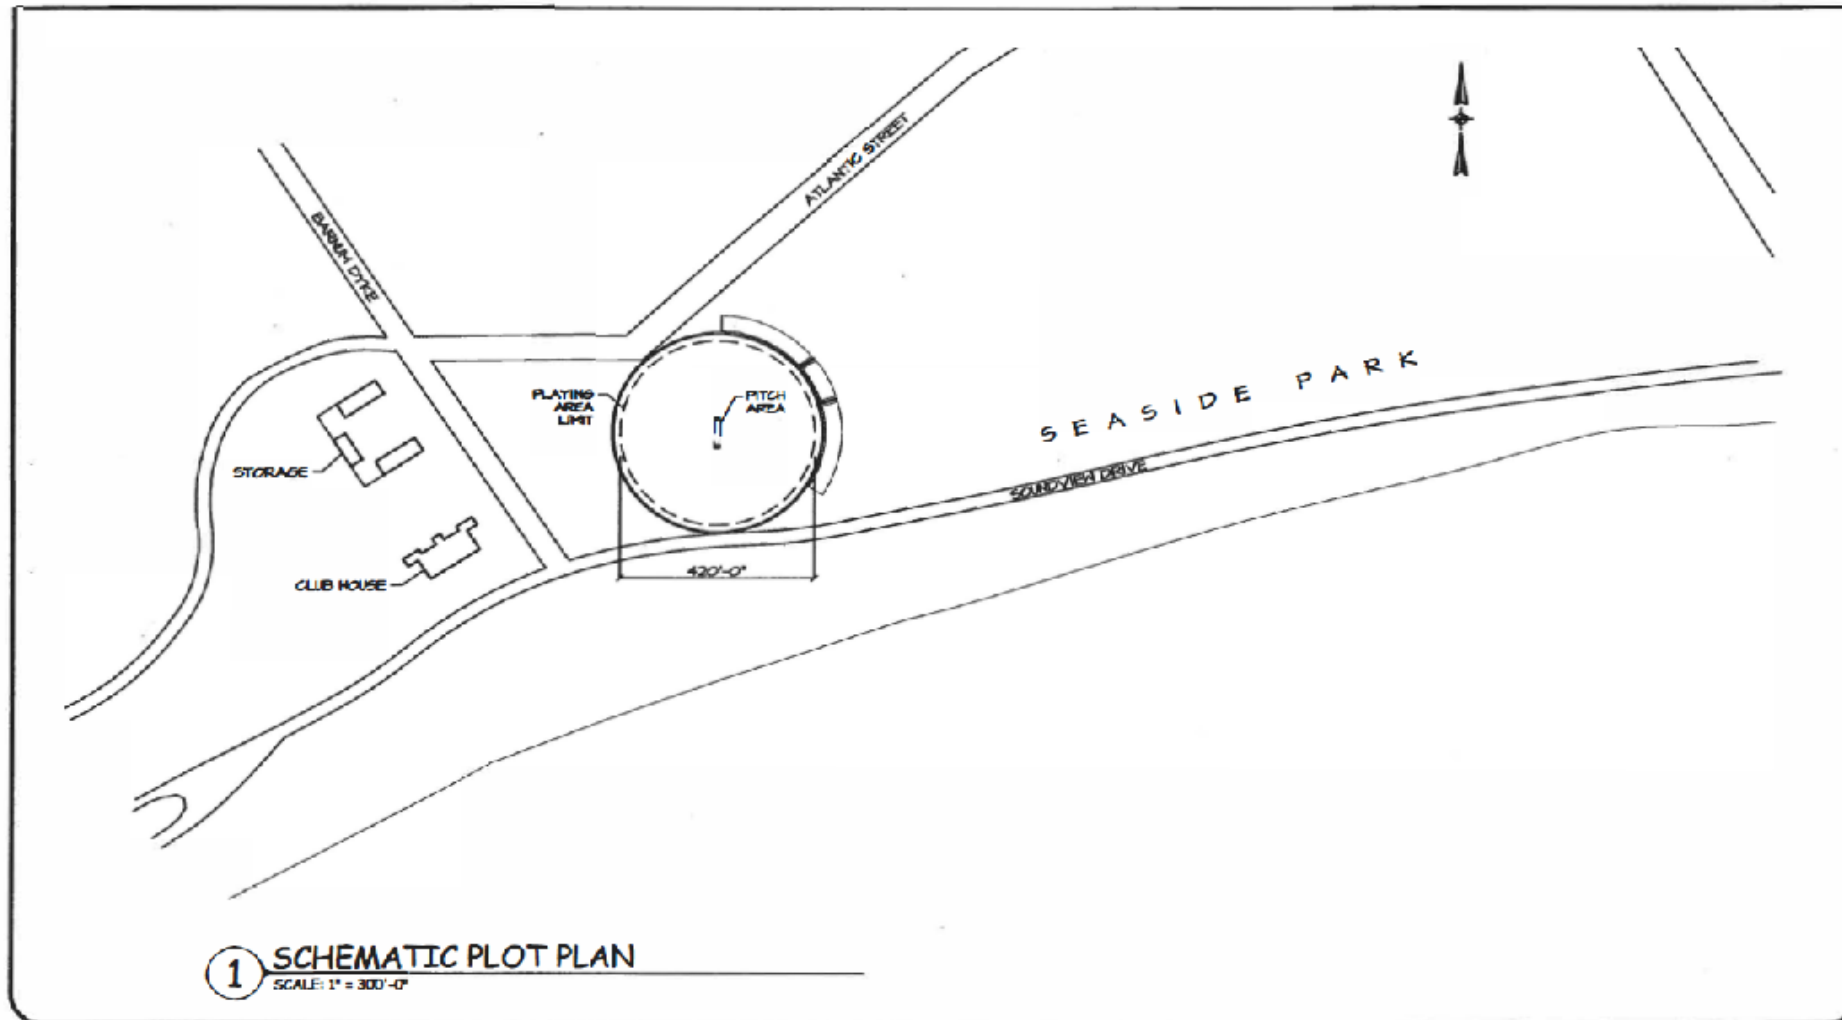 ATLANTIC STREET
BARNUM DYKE
PLAYING
AREA
LIMIT
PITCH
AREA
SEASIDE PARK
STORAGE
SOUNDVIEW DRIVE
CLUB HOUSE
420'-0"
1
SCHEMATIC PLOT PLAN
SCALE: 1" = 300'-0"